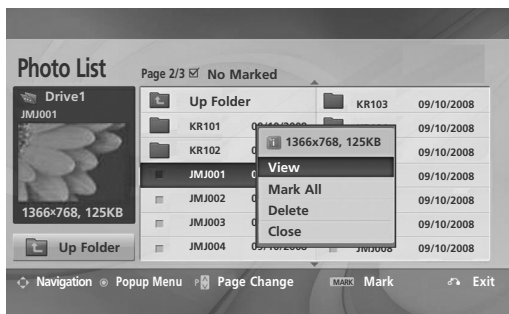 Photo List
Page 2/3 No Marked
Drive1
JMJ001
1366×768, 125KB
Up Folder
Up Folder
KR101
KR102
JMJ001
JMJ002
JMJ003
JMJ004
KR103 09/10/2008
09/10/2008
09/10/2008
09/10/2008
09/10/2008
09/10/2008
JMJ008 09/10/2008
1366x768, 125KB
View
Mark All
Delete
Close
Navigation Popup Menu P Page Change MARK Mark Exit